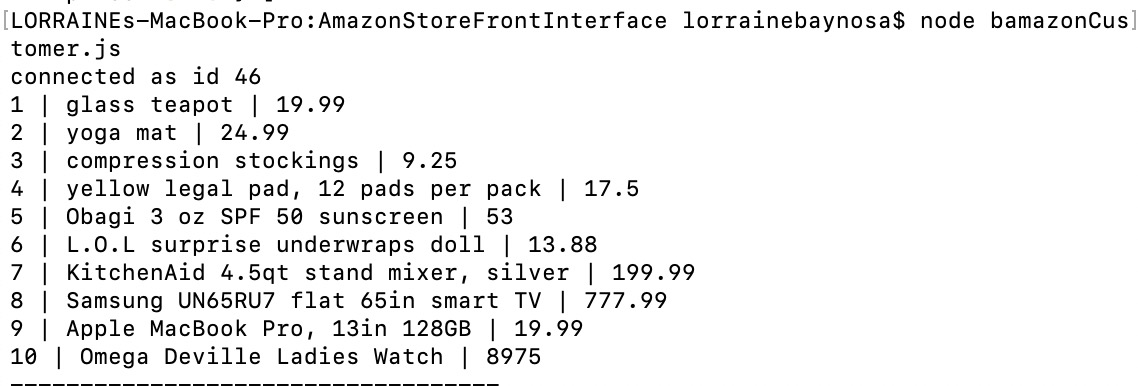 [LORRAINEs-MacBook-Pro:AmazonStoreFrontInterface lorrainebaynosa$ node bamazonCus]
tomer.js
connected as id 46
1 | glass teapot | 19.99
2 | yoga mat | 24.99
3 | compression stockings | 9.25
4 | yellow legal pad, 12 pads per pack | 17.5
5 | Obagi 3 oz SPF 50 sunscreen | 53
6 | L.O.L surprise underwraps doll | 13.88
7 | KitchenAid 4.5qt stand mixer, silver | 199.99
8 | Samsung UN65RU7 flat 65in smart TV | 777.99
9 | Apple MacBook Pro, 13in 128GB | 19.99
10 | Omega Deville Ladies Watch | 8975
-----------------------------------